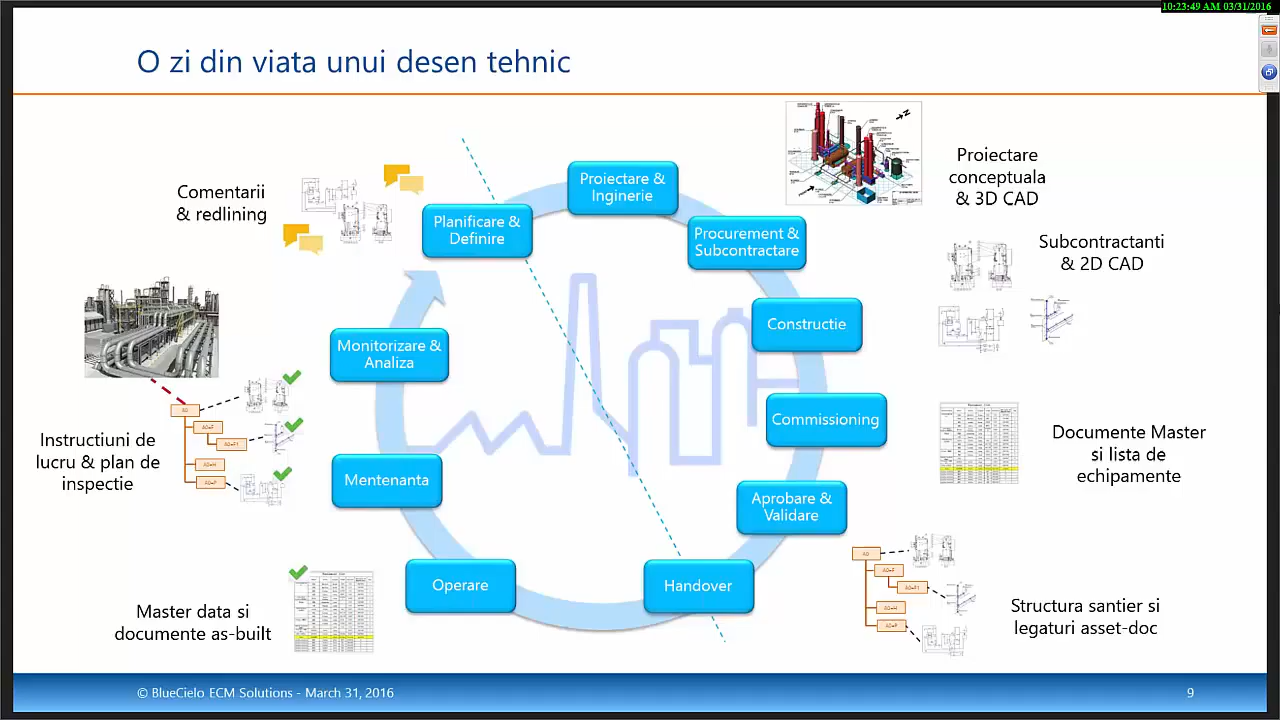 10:23:49 AM 03/31/2016
O zi din viata unui desen tehnic
Comentarii
& redlining
Planificare &
Definire
Proiectare &
Inginerie
Procurement &
Subcontractare
Proiectare
conceptuala
& 3D CAD
Subcontractanti
& 2D CAD
Constructie
Monitorizare &
Analiza
Commissioning
Documente Master
si lista de
echipamente
Instructiuni de
lucru & plan de
inspectie
Mentenanta
Aprobare &
Validare
Operare
Handover
Master data si
documente as-built
Structura santier si
legaturi asset-doc
© BlueCielo ECM Solutions - March 31, 2016
9